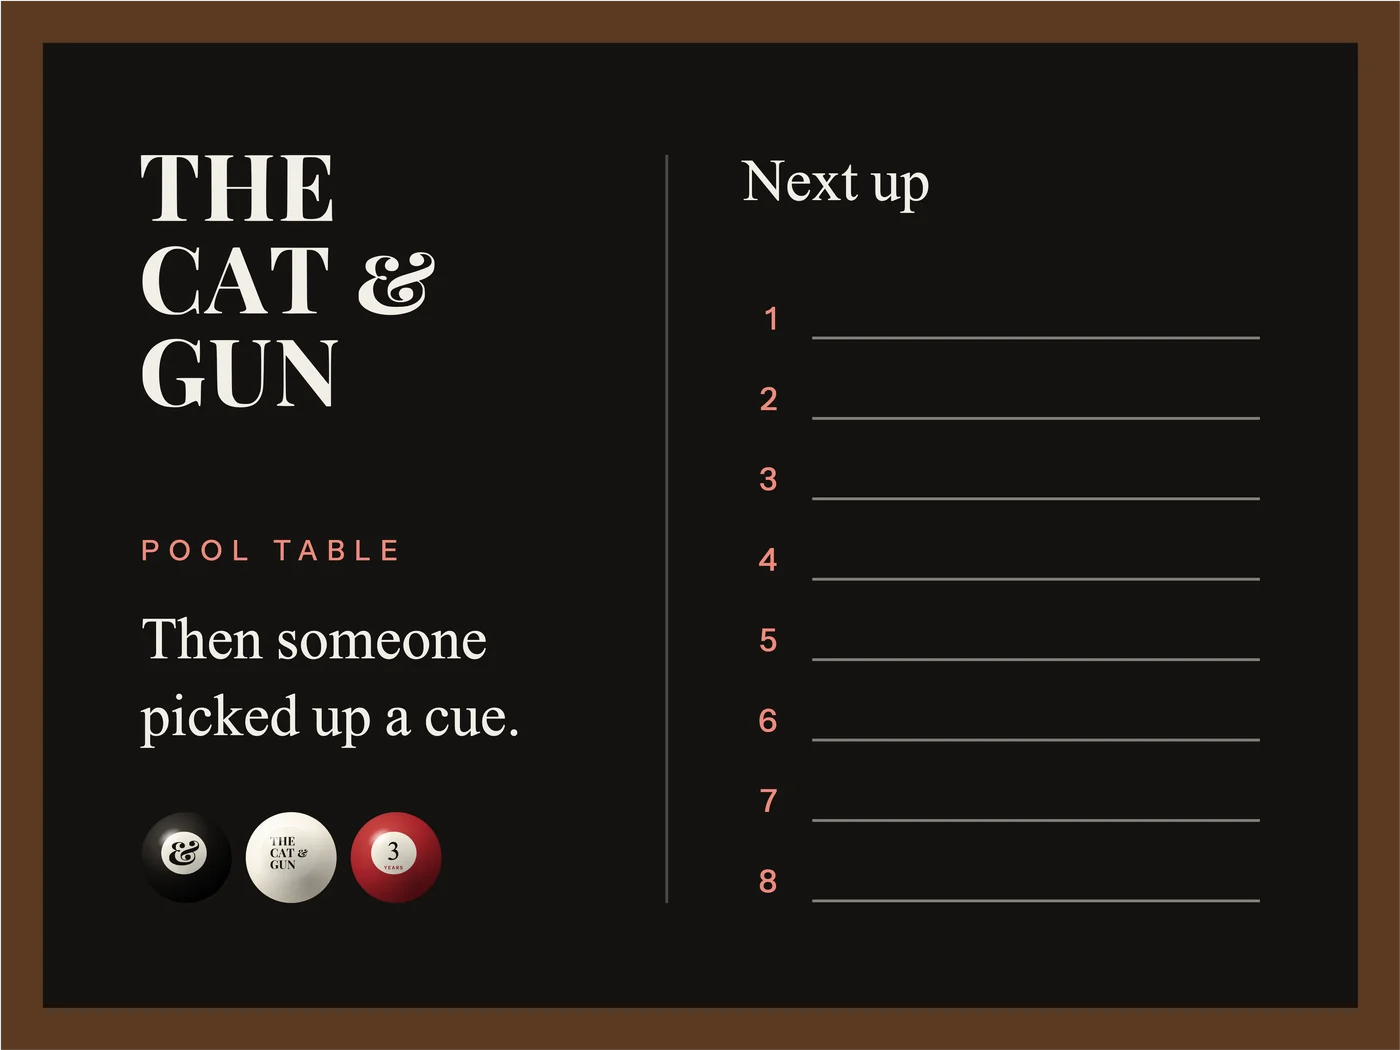 THE
CAT &
GUN
POOL TABLE
Then someone
picked up a cue.
&
THE
CAT &
GUN
3
YEARS
Next up
1
2
3
4
5
6
7
8